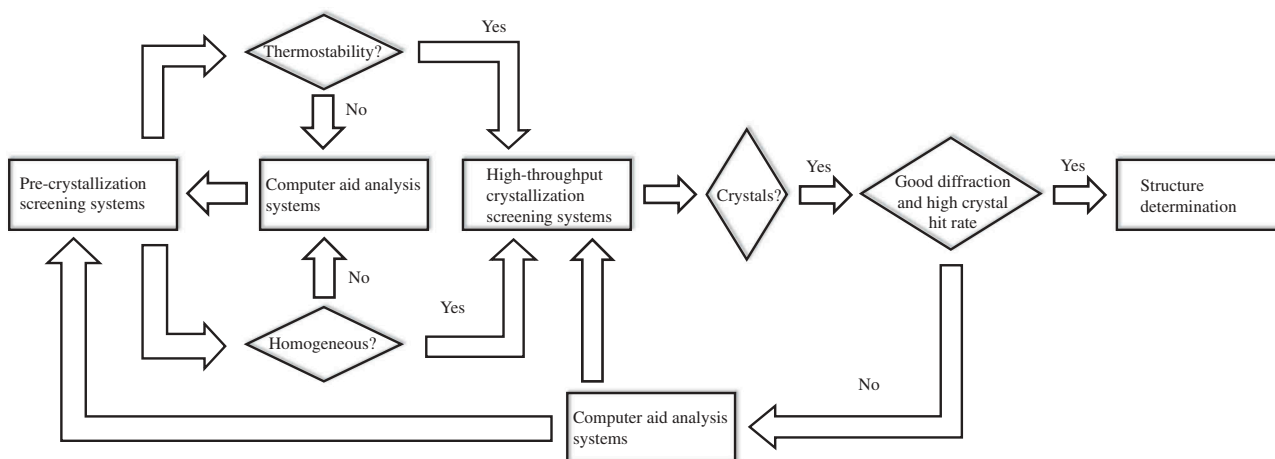 Thermostability?
Yes
No
Pre-crystallization
screening systems
Computer aid analysis
systems
High-throughput
crystallization
screening systems
Crystals?
Yes
Good diffraction
and high crystal
hit rate
Yes
Structure
determination
No
Homogeneous?
Yes
No
Computer aid analysis
systems